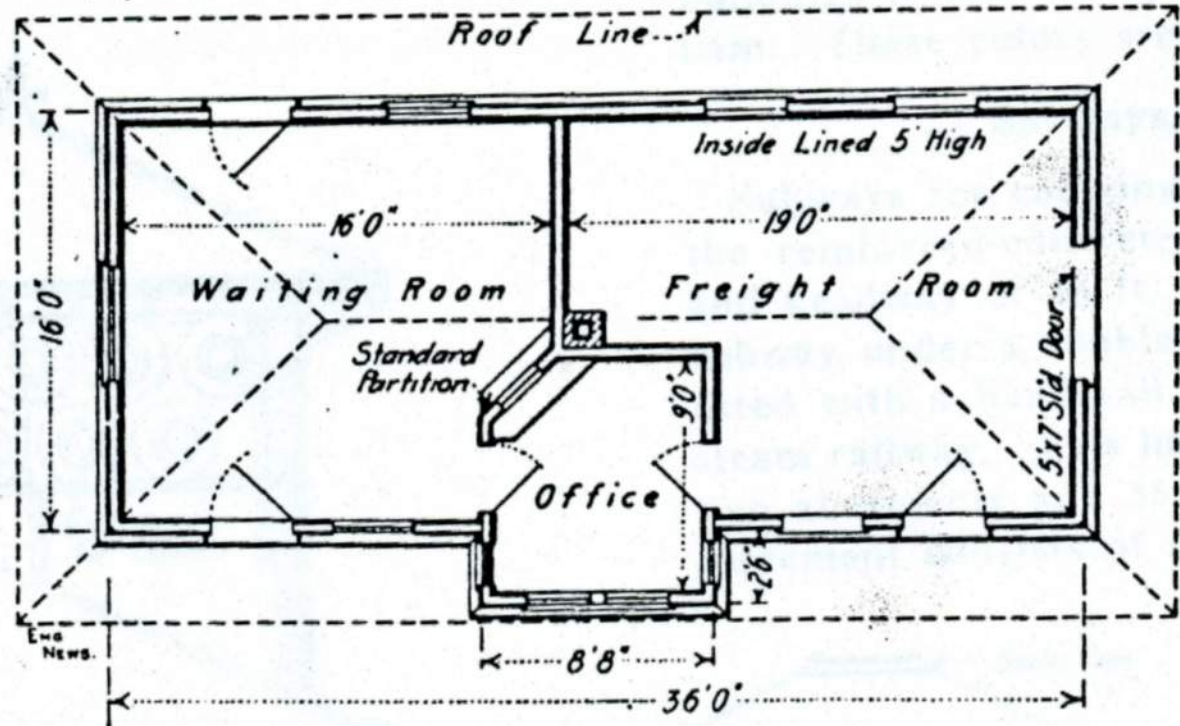 Roof Line
Inside Lined 5' High
16'0"
19'0"
Waiting Room
Freight Room
16'0"
Standard
Partition
5'x7' Slid. Door
9'0"
Office
2'6"
ENG
NEWS.
8'8"
36'0"